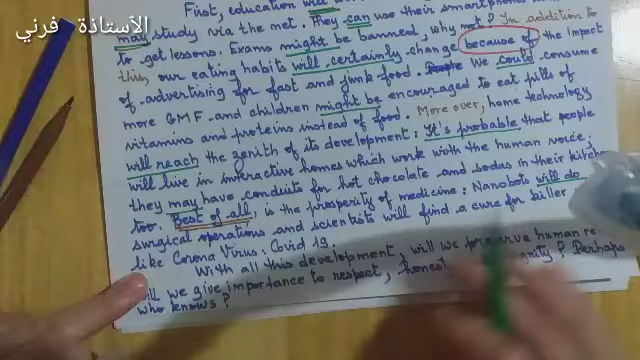 الأستاذة / فرني
First, education will
may study via the net. They can use their smartphones
to get lessons. Exams might be banned, why not? In addition to
this, our eating habits will certainly change because of the impact
of advertising for fast and junk food. We could consume
more GMF and children might be encouraged to eat pills of
vitamins and proteins instead of food. More over, home technology
will reach the zenith of its development: It's probable that people
will live in interactive homes which work with the human voice;
they may have conduits for hot chocolate and sodas in their kitchen
too. Best of all, is the prosperity of medicine: Nanobots will do
surgical operations and scientists will find a cure for killer
like Corona Virus: Covid 19.
With all this development, will we preserve human
will we give importance to respect, ? Perhaps
who knows?